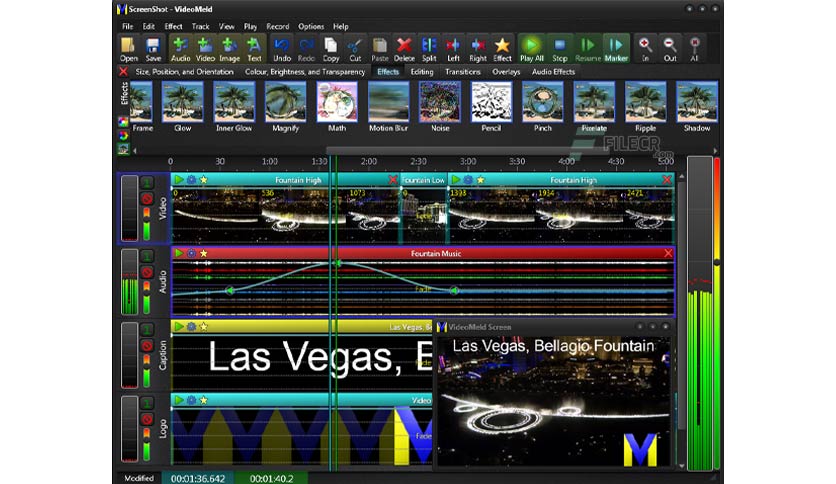 ScreenShot - VideoMeld
File Edit Effect Track View Play Record Options Help
Open Save Audio Video Image Text Undo Redo Copy Cut Paste Delete Split Left Right Effect Play All Stop Resume Marker In Out All
Size, Position, and Orientation Colour, Brightness, and Transparency Effects Editing Transitions Overlays Audio Effects
Effects
Frame Glow Inner Glow Magnify Math Motion Blur Noise Pencil Pinch Pixelate Ripple Shadow
FILECR
.com
0 :30 1:00 1:30 2:00 2:30 3:00 3:30 4:00 4:30 5:00
Video
Fountain High Fountain Low Fountain High
0 536 1073 0 1393 1934 2471
Fade
Audio
Fountain Music
Fade
Caption
Las Vegas, Be
Las Vegas, B
Fade
VideoMeld Screen
Las Vegas, Bellagio Fountain
Logo
Video
Fade
Modified 00:01:36.642 00:01:40.2